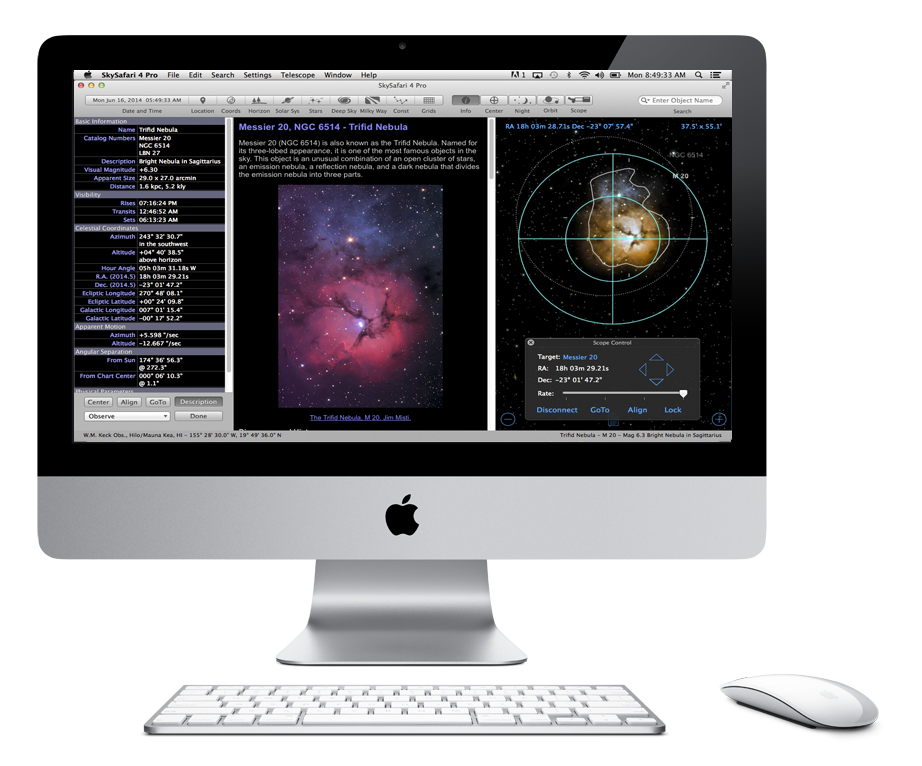 SkySafari 4 Pro File Edit Search Settings Telescope Window Help
1 Mon 8:49:33 AM
SkySafari 4 Pro
Mon Jun 16, 2014 05:49:33 AM
Enter Object Name
Date and Time Location Coords Horizon Solar Sys Stars Deep Sky Milky Way Const Grids Info Center Night Orbit Scope Search
Basic Information
Name Trifid Nebula
Catalog Numbers Messier 20
NGC 6514
LBN 27
Description Bright Nebula in Sagittarius
Visual Magnitude +6.30
Apparent Size 29.0 x 27.0 arcmin
Distance 1.6 kpc, 5.2 kly
Visibility
Rises 07:16:24 PM
Transits 12:46:52 AM
Sets 06:13:23 AM
Celestial Coordinates
Azimuth 243° 32' 30.7"
in the southwest
Altitude +04° 40' 38.5"
above horizon
Hour Angle 05h 03m 31.18s W
R.A. (2014.5) 18h 03m 29.21s
Dec. (2014.5) -23° 01' 47.2"
Ecliptic Longitude 270° 48' 08.1"
Ecliptic Latitude +00° 24' 09.8"
Galactic Longitude 007° 01' 15.4"
Galactic Latitude -00° 17' 52.2"
Apparent Motion
Azimuth +5.598 "/sec
Altitude -12.667 "/sec
Angular Separation
From Sun 174° 36' 56.3"
@ 272.3°
From Chart Center 000° 06' 10.3"
@ 1.1°
Physical Parameters
Center Align GoTo Description
Observe Done
Messier 20, NGC 6514 - Trifid Nebula
Messier 20 (NGC 6514) is also known as the Trifid Nebula. Named for
its three-lobed appearance, it is one of the most famous objects in the
sky. This object is an unusual combination of an open cluster of stars,
an emission nebula, a reflection nebula, and a dark nebula that divides
the emission nebula into three parts.
The Trifid Nebula, M 20. Jim Misti.
RA 18h 03m 28.71s Dec -23° 07' 57.4" 37.5' x 55.1'
NGC 6514
M 20
Scope Control
Target: Messier 20
RA: 18h 03m 29.21s
Dec: -23° 01' 47.2"
Rate:
Disconnect GoTo Align Lock
W.M. Keck Obs., Hilo/Mauna Kea, HI - 155° 28' 30.0" W, 19° 49' 36.0" N
Trifid Nebula - M 20 - Mag 6.3 Bright Nebula in Sagittarius